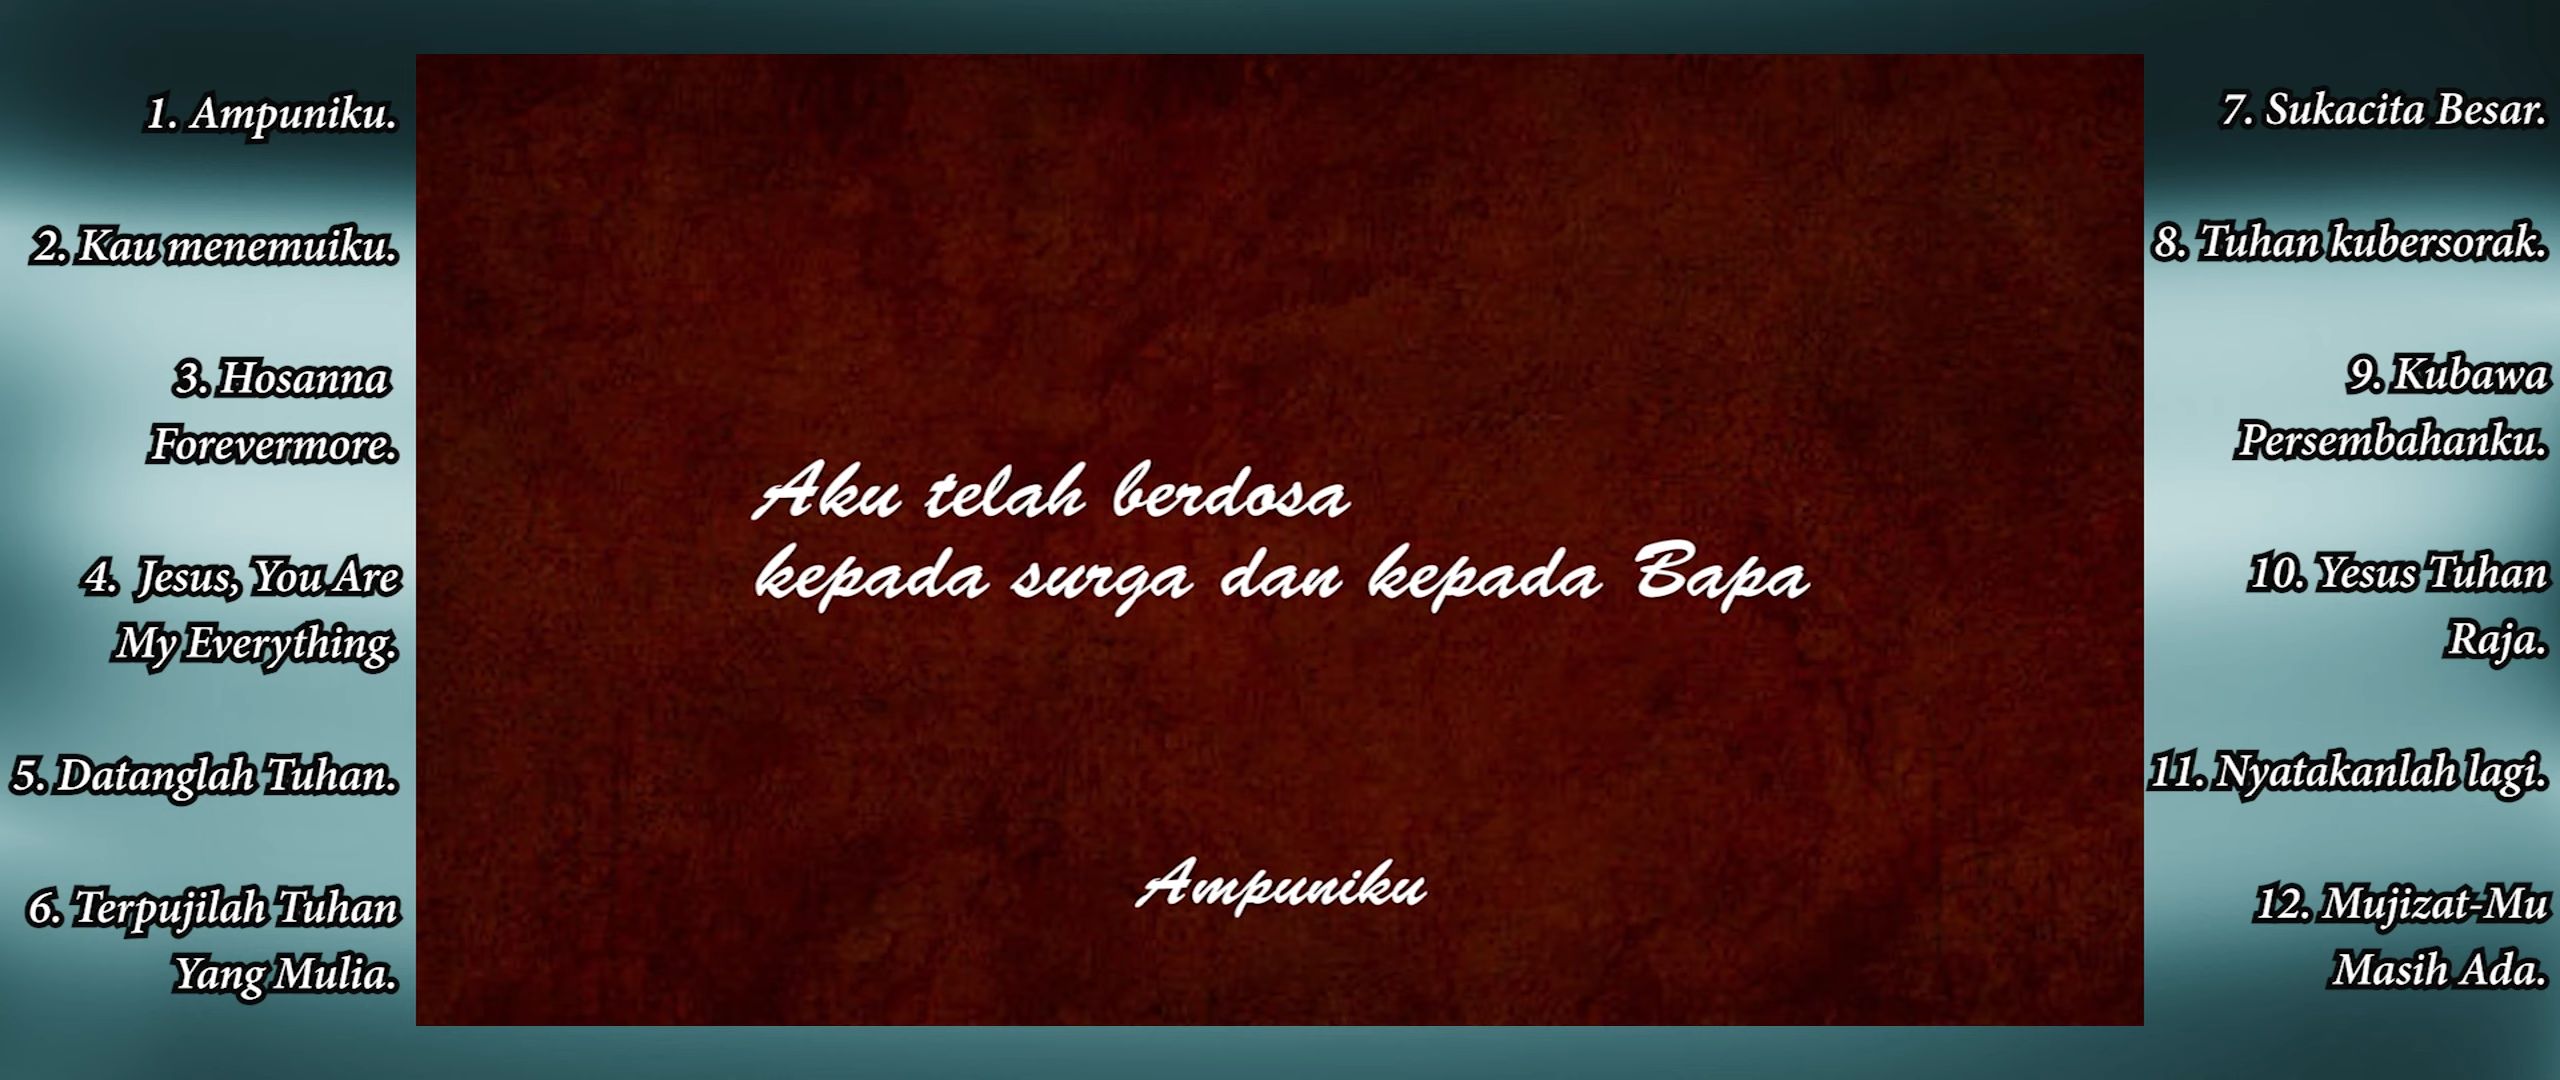 1. Ampuniku.
2. Kau menemuiku.
3. Hosanna
Forevermore.
4. Jesus, You Are
My Everything.
5. Datanglah Tuhan.
6. Terpujilah Tuhan
Yang Mulia.
Aku telah berdosa
kepada surga dan kepada Bapa
Ampuniku
7. Sukacita Besar.
8. Tuhan kubersorak.
9. Kubawa
Persembahanku.
10. Yesus Tuhan
Raja.
11. Nyatakanlah lagi.
12. Mujizat-Mu
Masih Ada.